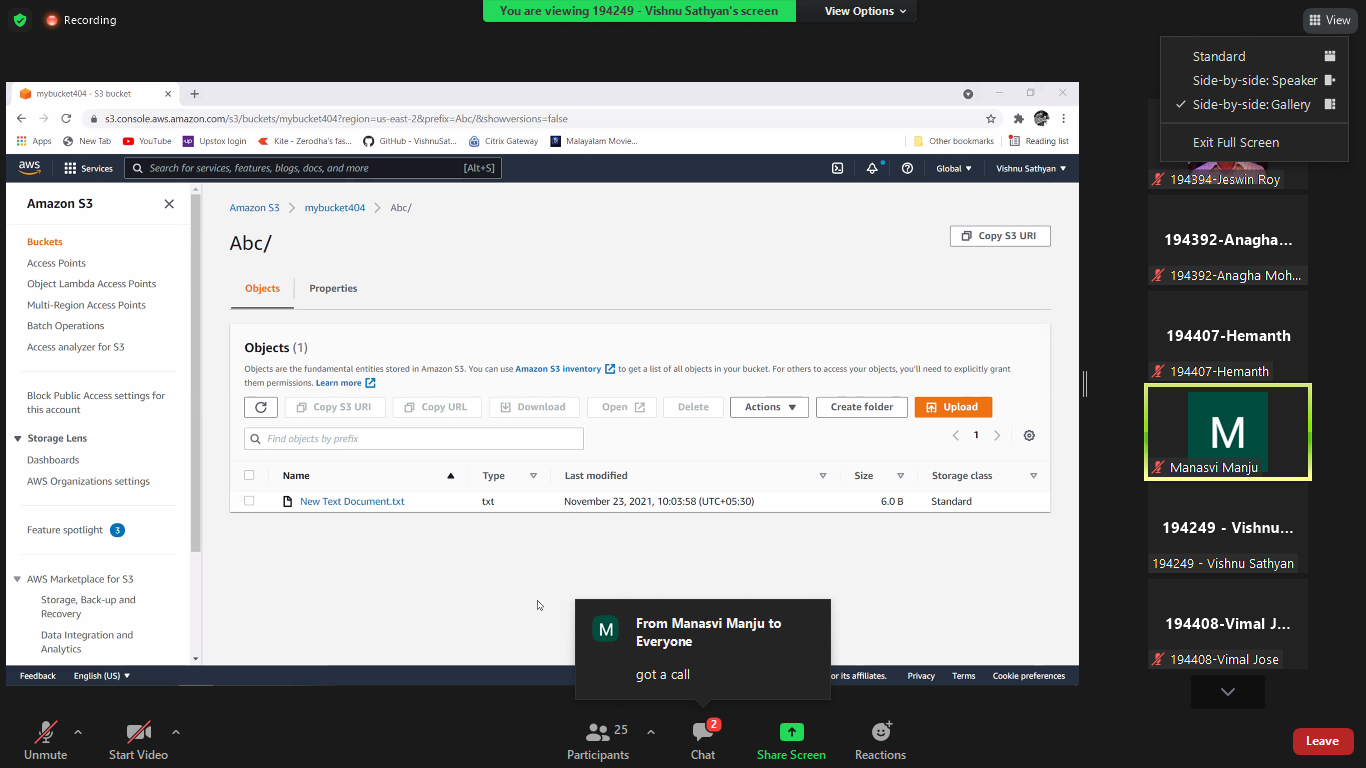 Recording
You are viewing 194249 - Vishnu Sathyan's screen
View Options
View
Standard
Side-by-side: Speaker
Side-by-side: Gallery
Exit Full Screen
mybucket404 - S3 bucket
s3.console.aws.amazon.com/s3/buckets/mybucket404?region=us-east-2&prefix=Abc/&showversions=false
Apps
New Tab
YouTube
Upstox login
Kite - Zerodha's fas...
GitHub - VishnuSat...
Citrix Gateway
Malayalam Movie...
Other bookmarks
Reading list
aws
Services
Search for services, features, blogs, docs, and more
[Alt+S]
Global
Vishnu Sathyan
Amazon S3
Buckets
Access Points
Object Lambda Access Points
Multi-Region Access Points
Batch Operations
Access analyzer for S3
Block Public Access settings for
this account
Storage Lens
Dashboards
AWS Organizations settings
Feature spotlight 3
AWS Marketplace for S3
Storage, Back-up and
Recovery
Data Integration and
Analytics
Amazon S3
mybucket404
Abc/
Abc/
Copy S3 URI
Objects
Properties
Objects (1)
Objects are the fundamental entities stored in Amazon S3. You can use Amazon S3 inventory to get a list of all objects in your bucket. For others to access your objects, you'll need to explicitly grant
them permissions. Learn more
Copy S3 URI
Copy URL
Download
Open
Delete
Actions
Create folder
Upload
Find objects by prefix
1
Name
Type
Last modified
Size
Storage class
New Text Document.txt
txt
November 23, 2021, 10:03:58 (UTC+05:30)
6.0 B
Standard
Feedback
English (US)
or its affiliates.
Privacy
Terms
Cookie preferences
M
From Manasvi Manju to
Everyone
got a call
194394-Jeswin Roy
194392-Anagha...
194392-Anagha Moh...
194407-Hemanth
194407-Hemanth
M
Manasvi Manju
194249 - Vishnu...
194249 - Vishnu Sathyan
194408-Vimal J...
194408-Vimal Jose
Unmute
Start Video
25
Participants
2
Chat
Share Screen
Reactions
Leave